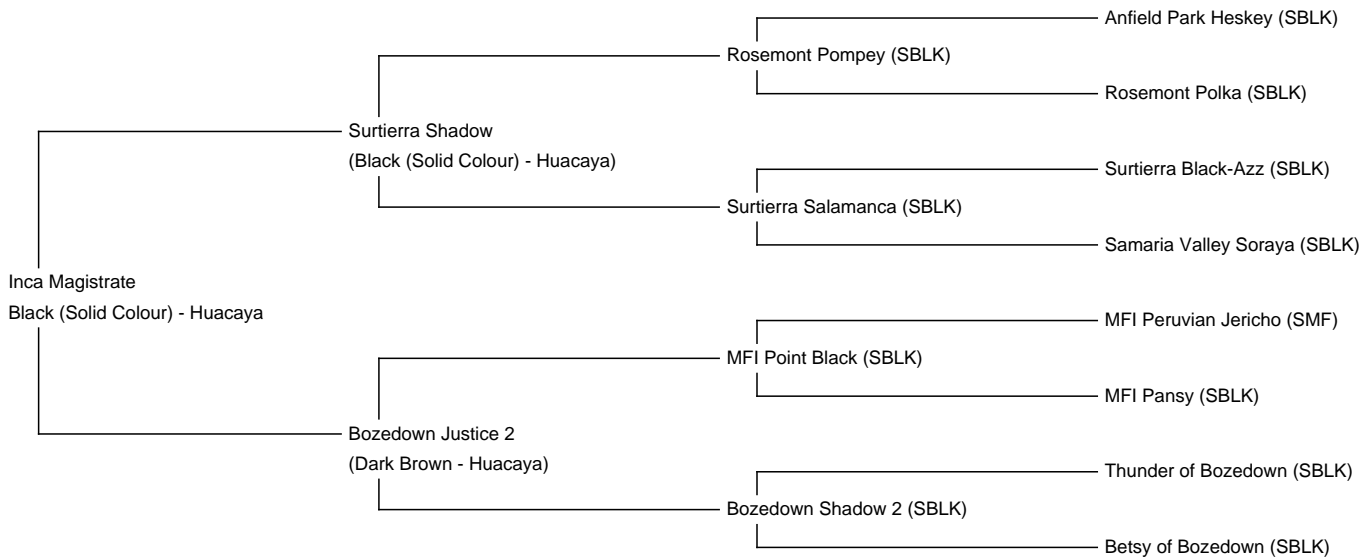 Anfield Park Heskey (SBLK)
Rosemont Pompey (SBLK)
Rosemont Polka (SBLK)
Surtierra Shadow
(Black (Solid Colour) - Huacaya)
Surtierra Black-Azz (SBLK)
Surtierra Salamanca (SBLK)
Samaria Valley Soraya (SBLK)
Inca Magistrate
Black (Solid Colour) - Huacaya
MFI Peruvian Jericho (SMF)
MFI Point Black (SBLK)
MFI Pansy (SBLK)
Bozedown Justice 2
(Dark Brown - Huacaya)
Thunder of Bozedown (SBLK)
Bozedown Shadow 2 (SBLK)
Betsy of Bozedown (SBLK)